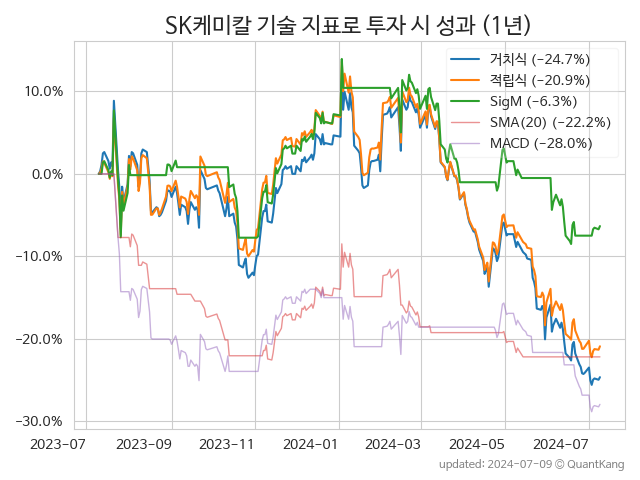 SK케미칼 기술 지표로 투자 시 성과 (1년)
거치식 (−24.7%)
적립식 (−20.9%)
SigM (−6.3%)
SMA(20) (−22.2%)
MACD (−28.0%)
10.0%
0.0%
−10.0%
−20.0%
−30.0%
2023-07 2023-09 2023-11 2024-01 2024-03 2024-05 2024-07
updated: 2024-07-09 © QuantKang